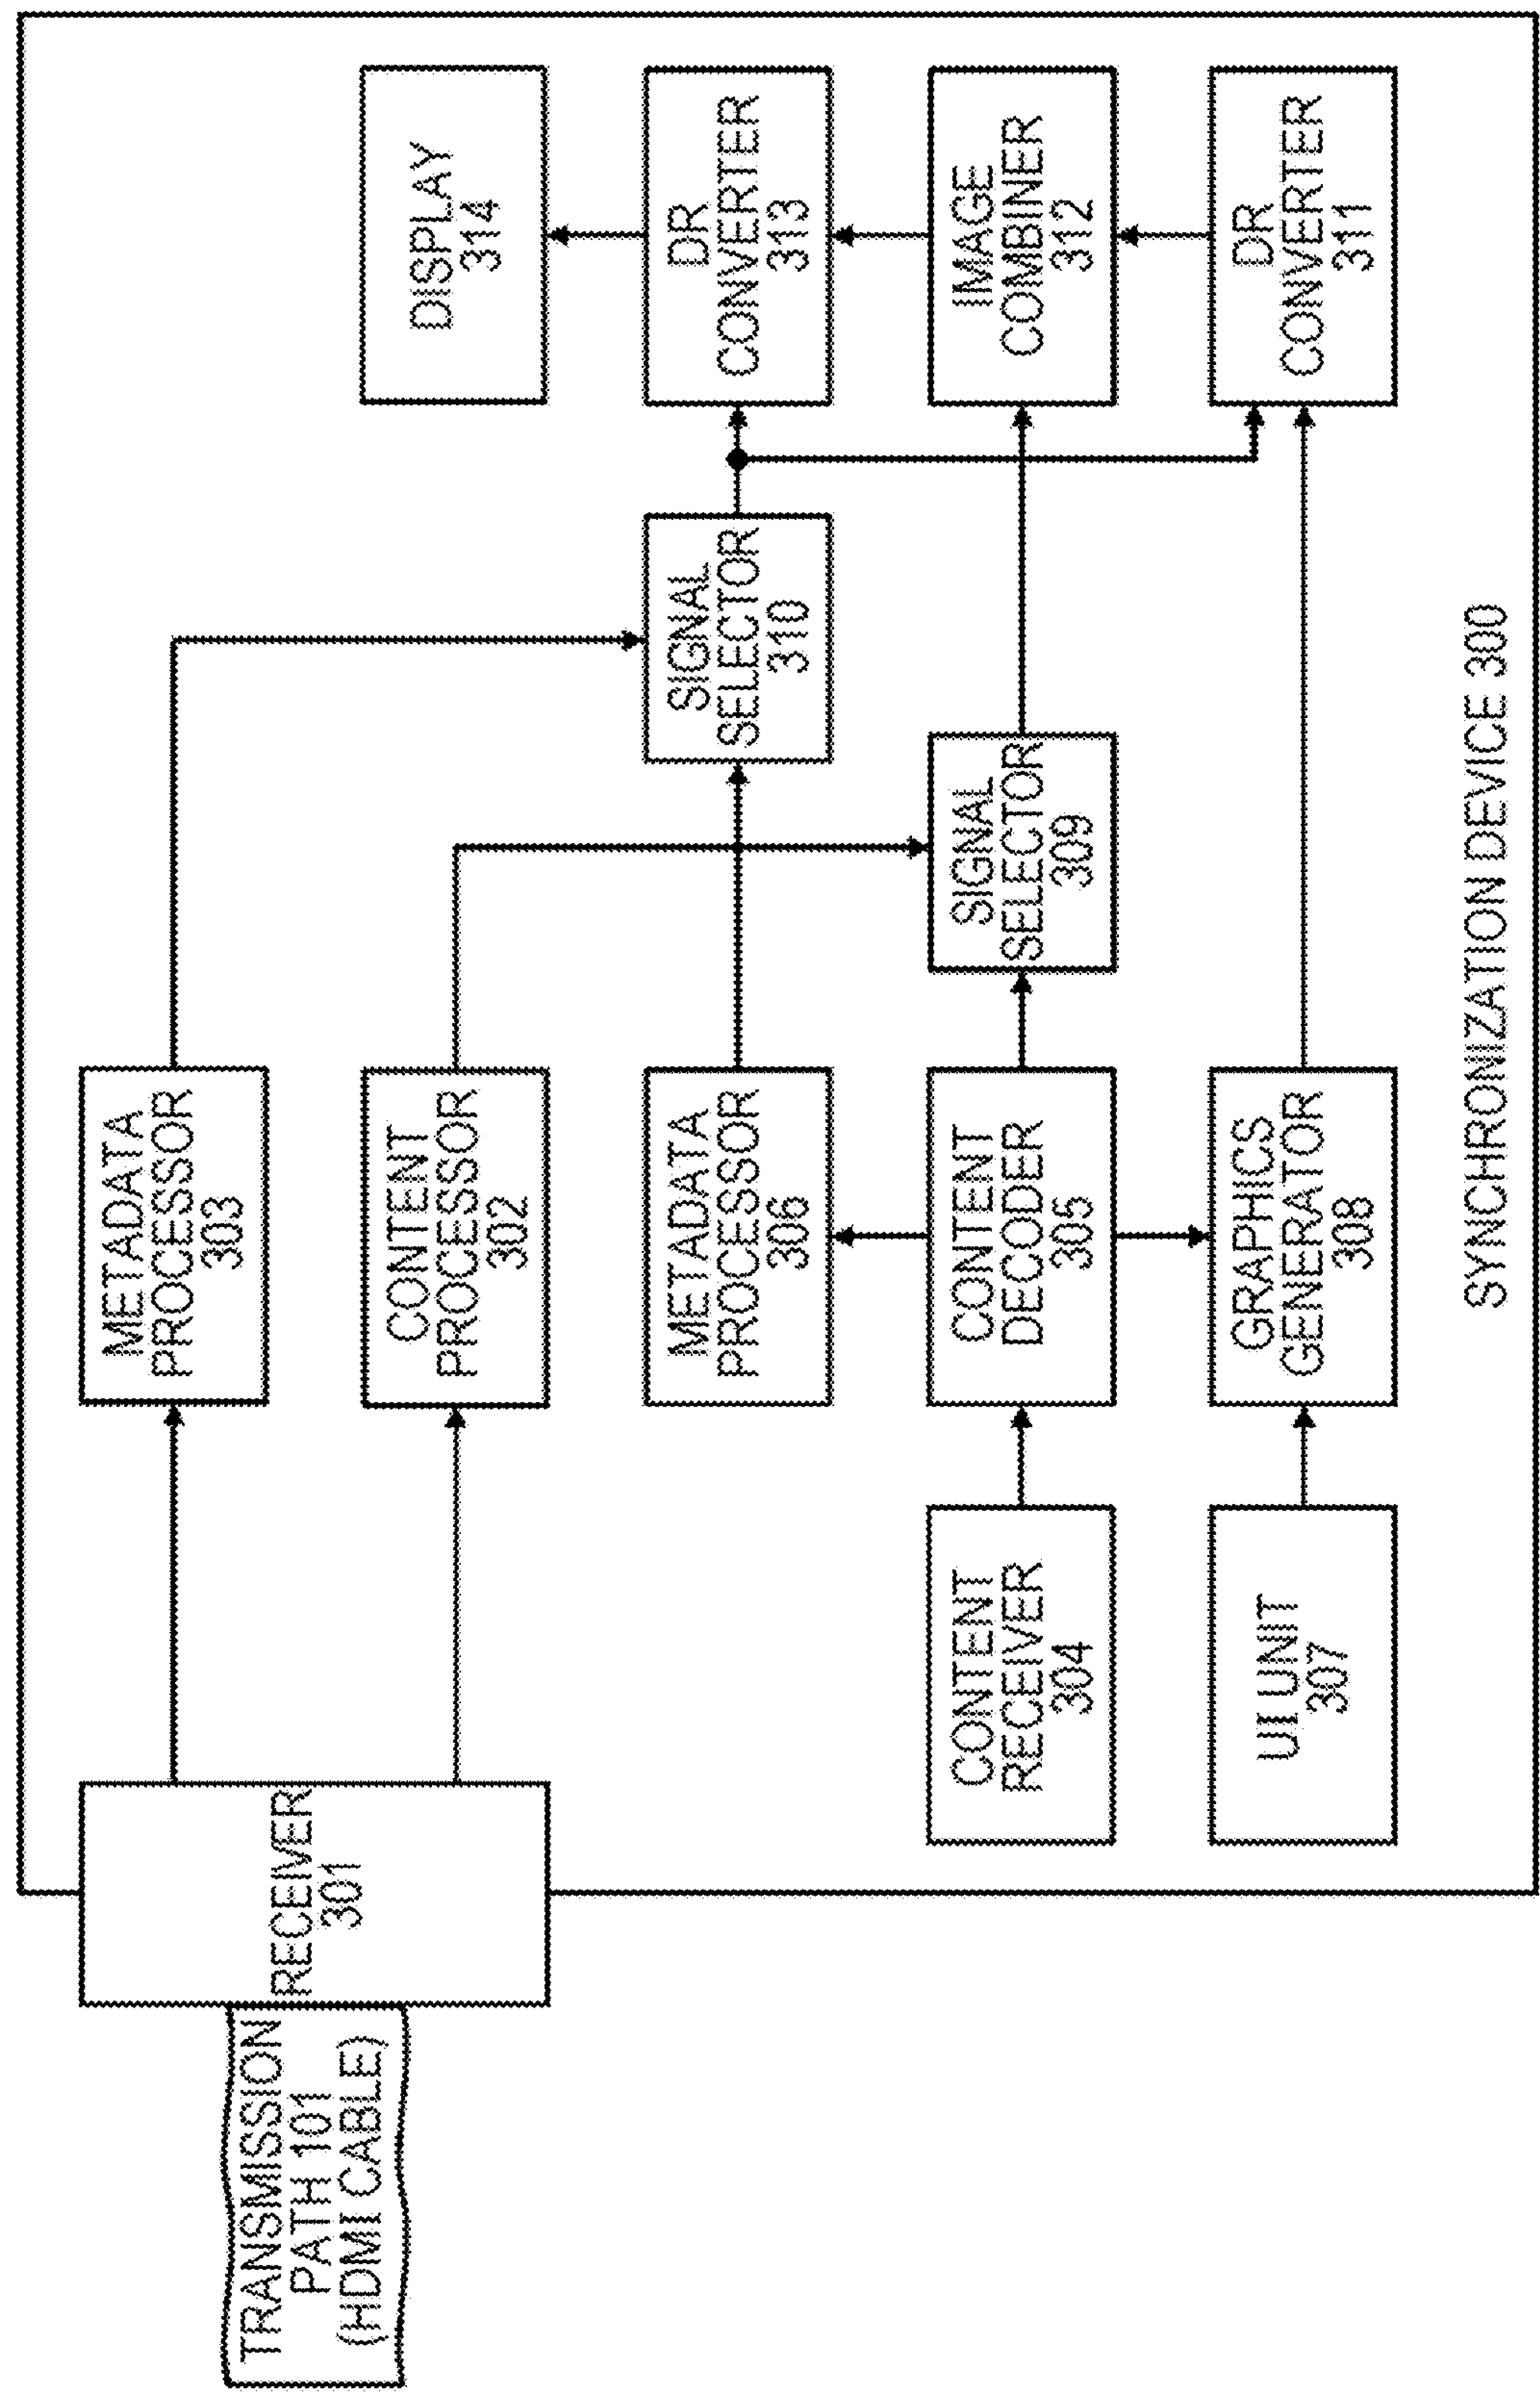 TRANSMISSION
PATH 101
(HDMI CABLE)
RECEIVER
301
METADATA
PROCESSOR
303
CONTENT
PROCESSOR
302
METADATA
PROCESSOR
306
CONTENT
RECEIVER
304
CONTENT
DECODER
305
UI UNIT
307
GRAPHICS
GENERATOR
308
SIGNAL
SELECTOR
310
SIGNAL
SELECTOR
309
DISPLAY
314
DR
CONVERTER
313
IMAGE
COMBINER
312
DR
CONVERTER
311
SYNCHRONIZATION DEVICE 300